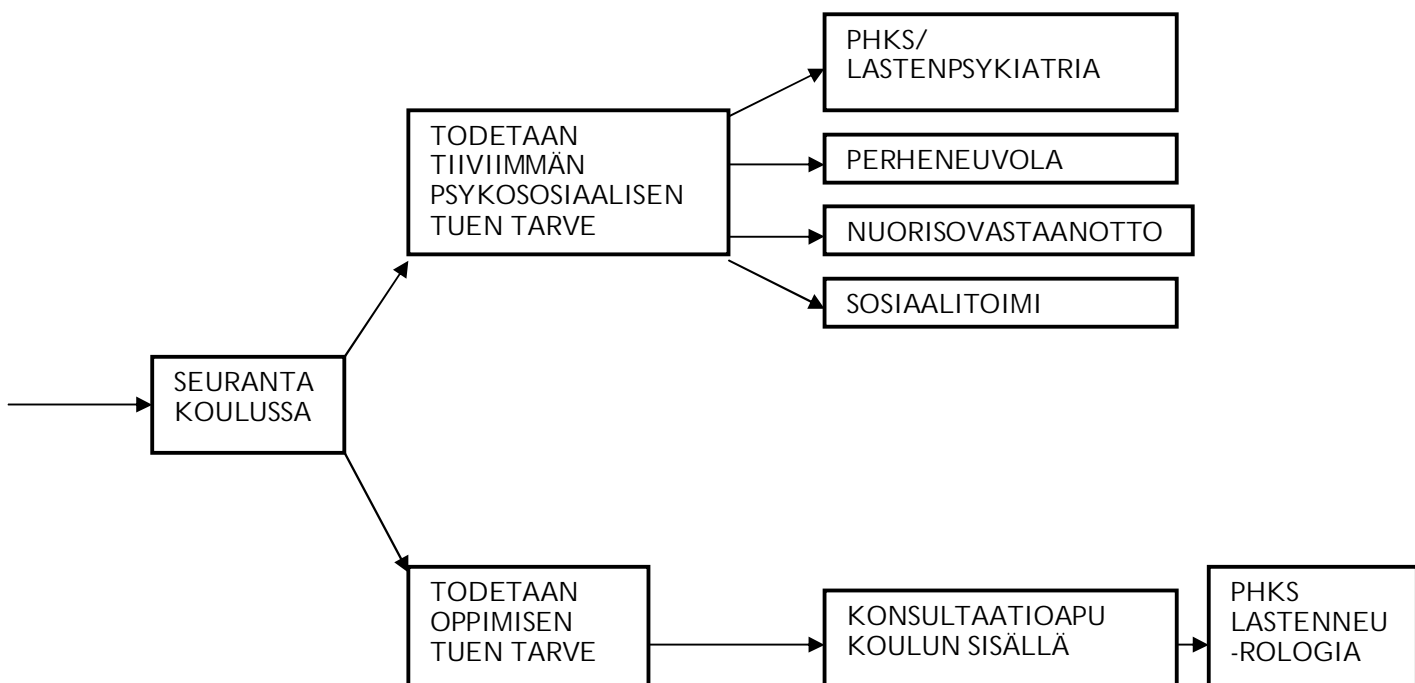 PHKS/
LASTENPSYKIATRIA
TODETAAN
TIIVIIMMÄN
PSYKOSOSIAALISEN
TUEN TARVE
PERHENEUVOLA
NUORISOVASTAANOTTO
SOSIAALITOIMI
SEURANTA
KOULUSSA
TODETAAN
OPPIMISEN
TUEN TARVE
KONSULTAATIOAPU
KOULUN SISÄLLÄ
PHKS
LASTENNEU
-ROLOGIA